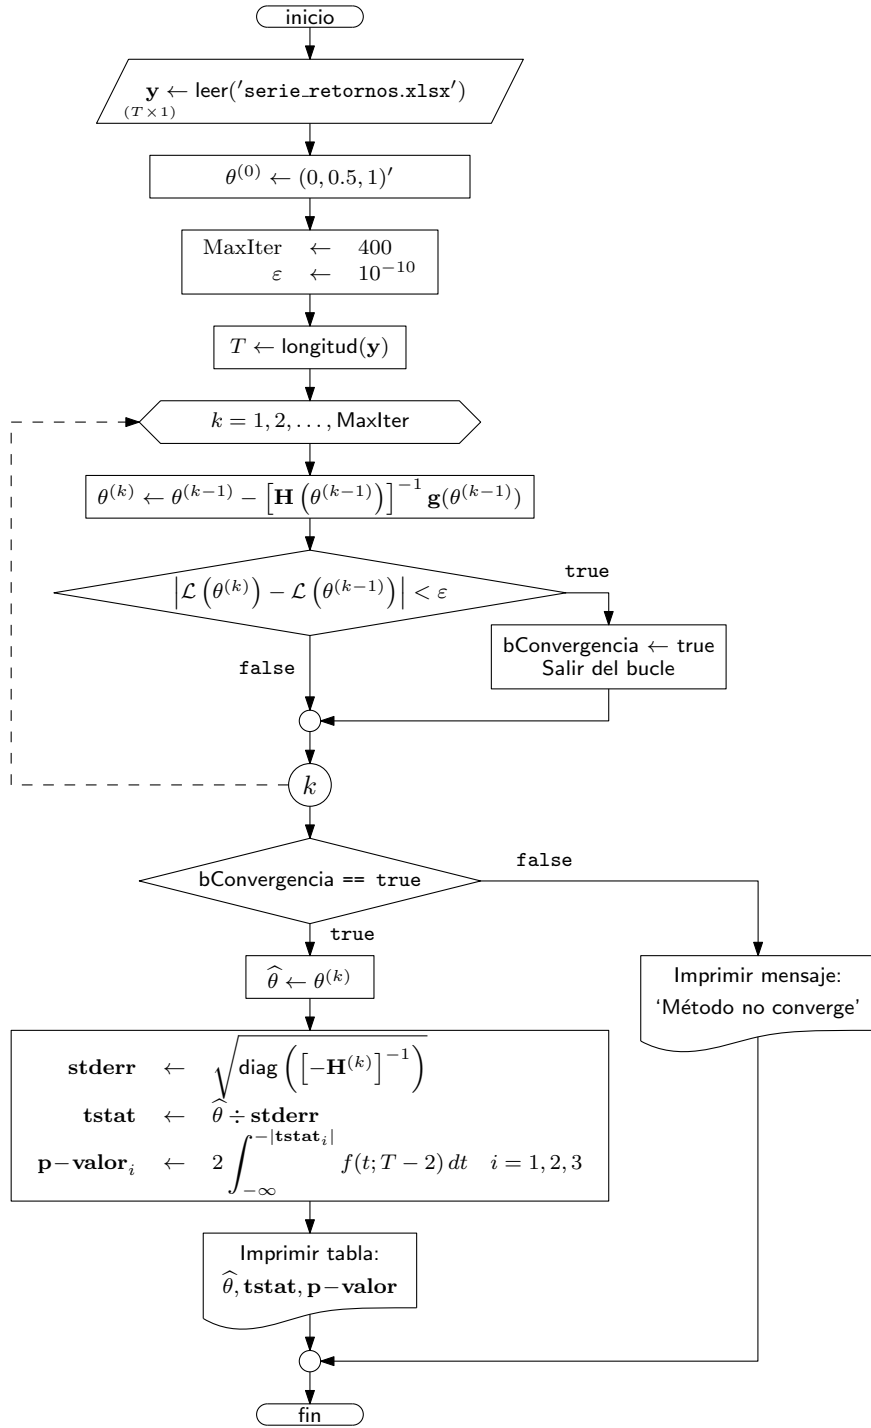 inicio
y ← leer('serie_retornos.xlsx')
(T×1)
θ^(0) ← (0, 0.5, 1)′
MaxIter ← 400
ε ← 10^−10
T ← longitud(y)
k = 1, 2, . . . , MaxIter
θ^(k) ← θ^(k−1) − [H (θ^(k−1))]^−1 g(θ^(k−1))
true
|ℒ (θ^(k)) − ℒ (θ^(k−1))| < ε
bConvergencia ← true
Salir del bucle
false
k
false
bConvergencia == true
true
θ̂ ← θ^(k)
Imprimir mensaje:
‘Método no converge’
stderr ← √diag ([−H^(k)]^−1)
tstat ← θ̂ ÷ stderr
p−valor_i ← 2 ∫_−∞^−|tstat_i| f(t; T − 2) dt i = 1, 2, 3
Imprimir tabla:
θ̂, tstat, p−valor
fin